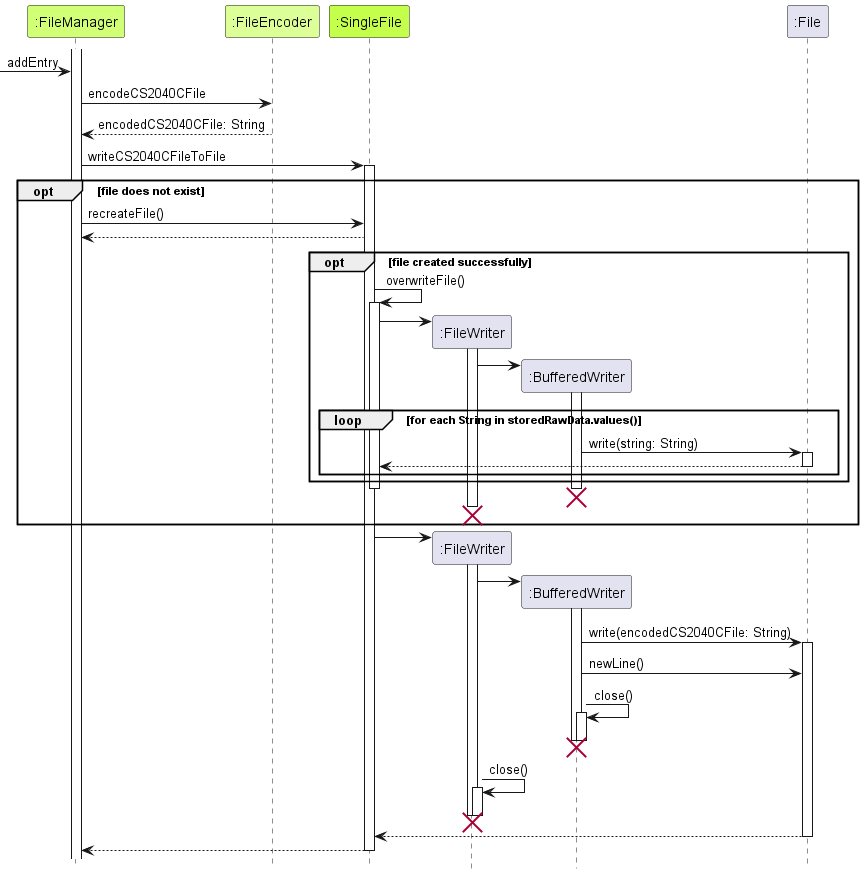 :FileManager
:FileEncoder
:SingleFile
:File
addEntry
encodeCS2040CFile
encodedCS2040CFile: String
writeCS2040CFileToFile
opt [file does not exist]
recreateFile()
opt [file created successfully]
overwriteFile()
:FileWriter
:BufferedWriter
loop [for each String in storedRawData.values()]
write(string: String)
:FileWriter
:BufferedWriter
write(encodedCS2040CFile: String)
newLine()
close()
close()